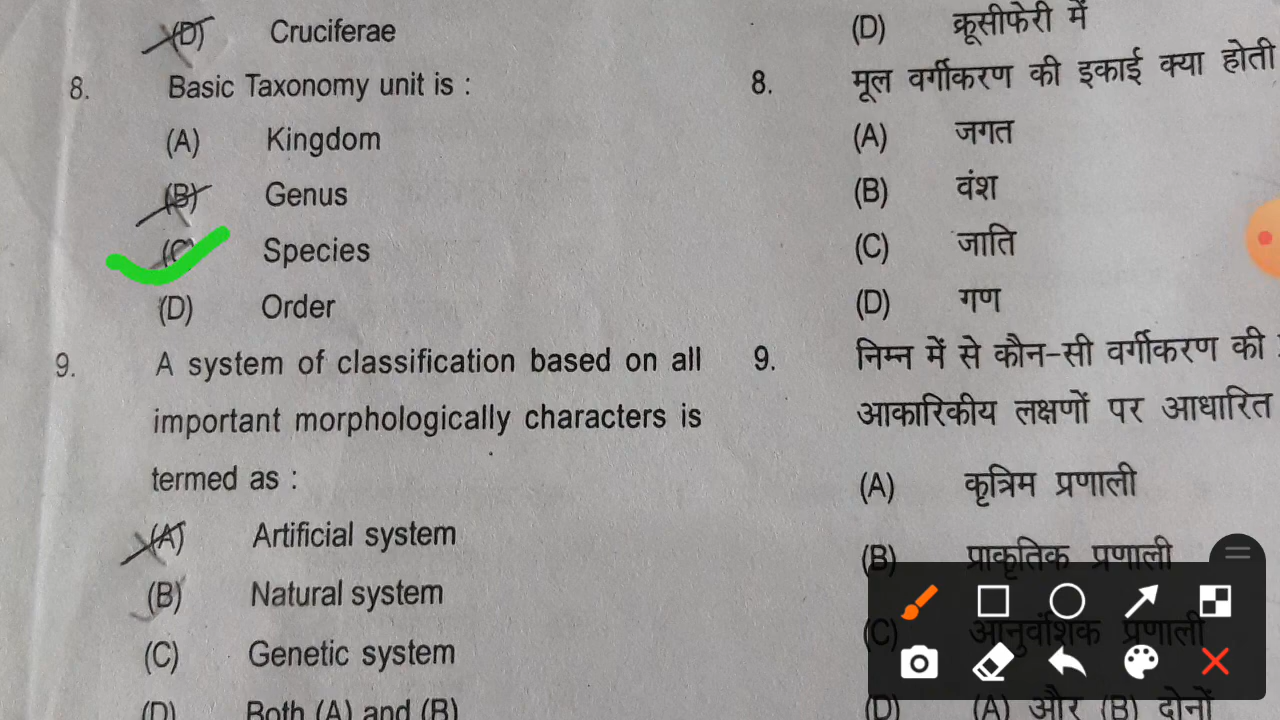 (D) Cruciferae
8. Basic Taxonomy unit is :
(A) Kingdom
(B) Genus
(C) Species
(D) Order
9. A system of classification based on all
important morphologically characters is
termed as :
(A) Artificial system
(B) Natural system
(C) Genetic system
(D) Both (A) and (B)
(D) क्रूसीफेरी में
8. मूल वर्गीकरण की इकाई क्या होती
(A) जगत
(B) वंश
(C) जाति
(D) गण
9. निम्न में से कौन-सी वर्गीकरण की
आकारिकीय लक्षणों पर आधारित
(A) कृत्रिम प्रणाली
(B) प्राकृतिक प्रणाली
(C) आनुवंशिक प्रणाली
(D) (A) और (B) दोनों